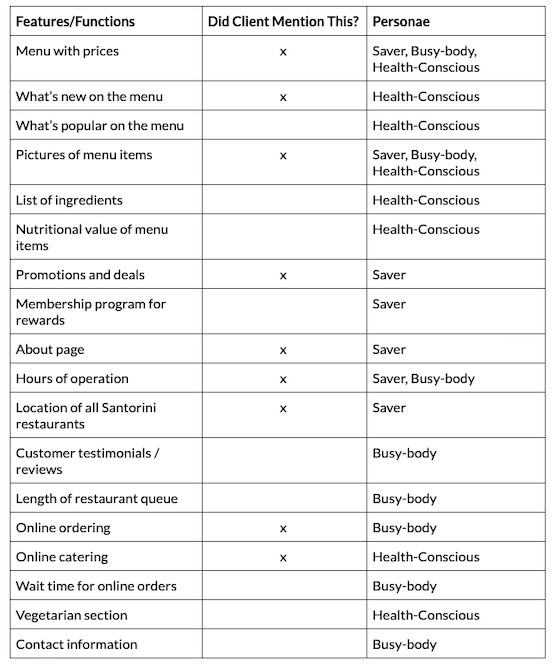 Features/Functions Did Client Mention This? Personae
Menu with prices x Saver, Busy-body,
Health-Conscious
What's new on the menu x Health-Conscious
What's popular on the menu Health-Conscious
Pictures of menu items x Saver, Busy-body,
Health-Conscious
List of ingredients Health-Conscious
Nutritional value of menu Health-Conscious
items
Promotions and deals x Saver
Membership program for Saver
rewards
About page x Saver
Hours of operation x Saver, Busy-body
Location of all Santorini x Saver
restaurants
Customer testimonials / Busy-body
reviews
Length of restaurant queue Busy-body
Online ordering x Busy-body
Online catering x Health-Conscious
Wait time for online orders Busy-body
Vegetarian section Health-Conscious
Contact information Busy-body